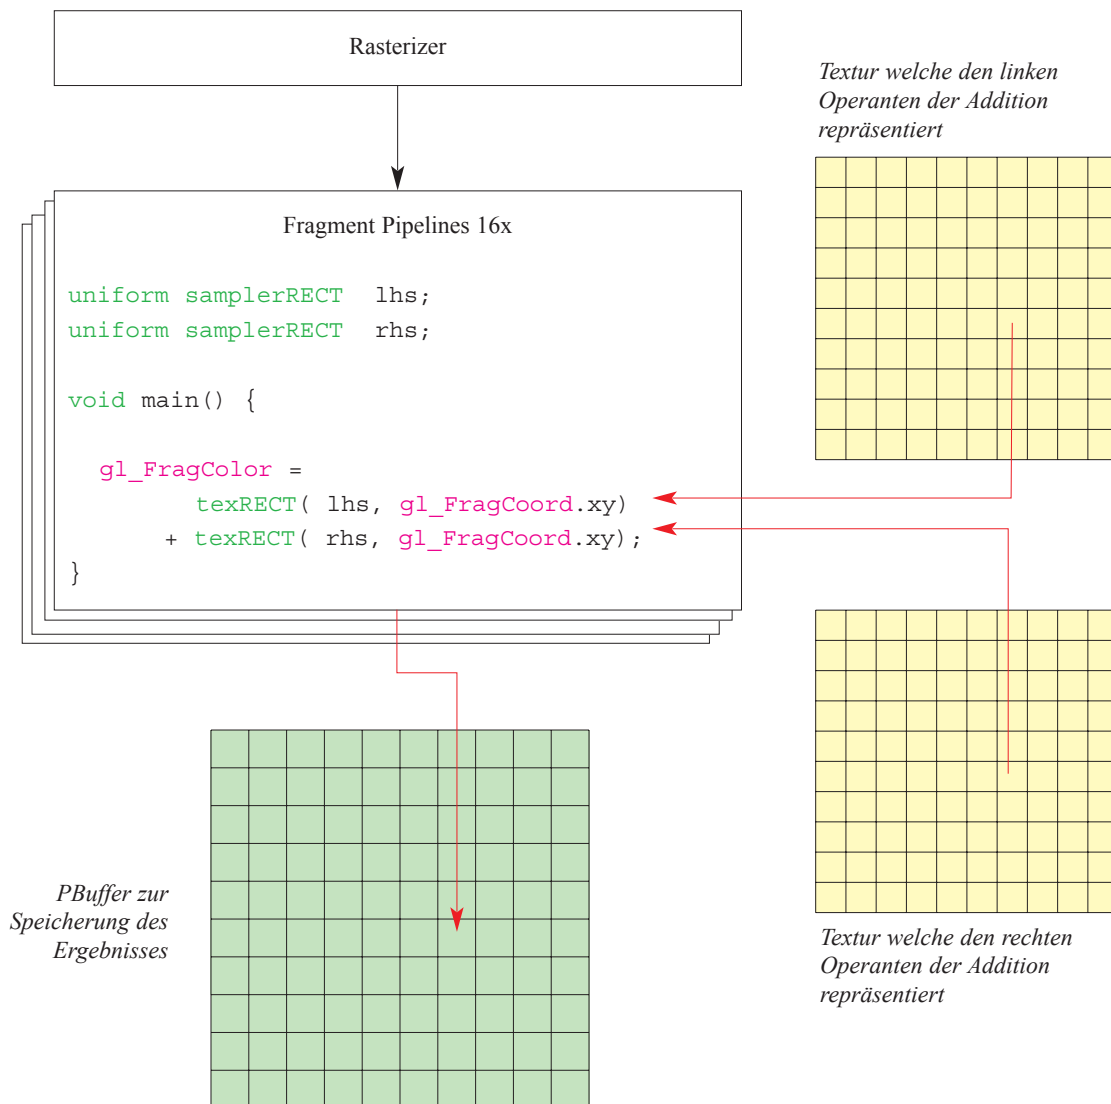 Rasterizer
Textur welche den linken
Operanten der Addition
repräsentiert
Fragment Pipelines 16x
uniform samplerRECT  lhs;
uniform samplerRECT  rhs;
void main() {
gl_FragColor =
texRECT( lhs, gl_FragCoord.xy)
+ texRECT( rhs, gl_FragCoord.xy);
}
PBuffer zur
Speicherung des
Ergebnisses
Textur welche den rechten
Operanten der Addition
repräsentiert